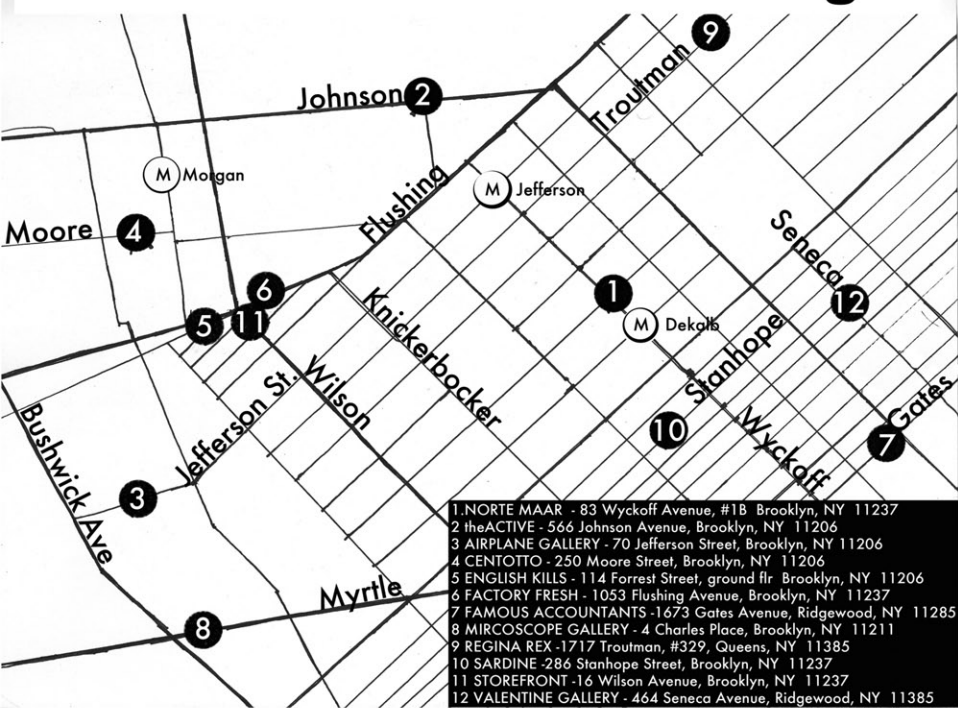 9
Troutman
Johnson 2
M Morgan
M Jefferson
Flushing
Moore 4
Seneca
12
6
1
5
11
M Dekalb
Knickerbocker
Stanhope
Wilson
Jefferson St.
Gates
7
10
Wyckoff
Bushwick Ave
3
Myrtle
8
1.NORTE MAAR - 83 Wyckoff Avenue, #1B Brooklyn, NY 11237
2 theACTIVE - 566 Johnson Avenue, Brooklyn, NY 11206
3 AIRPLANE GALLERY - 70 Jefferson Street, Brooklyn, NY 11206
4 CENTOTTO - 250 Moore Street, Brooklyn, NY 11206
5 ENGLISH KILLS - 114 Forrest Street, ground flr Brooklyn, NY 11206
6 FACTORY FRESH - 1053 Flushing Avenue, Brooklyn, NY 11237
7 FAMOUS ACCOUNTANTS -1673 Gates Avenue, Ridgewood, NY 11285
8 MIRCOSCOPE GALLERY - 4 Charles Place, Brooklyn, NY 11211
9 REGINA REX -1717 Troutman, #329, Queens, NY 11385
10 SARDINE -286 Stanhope Street, Brooklyn, NY 11237
11 STOREFRONT -16 Wilson Avenue, Brooklyn, NY 11237
12 VALENTINE GALLERY - 464 Seneca Avenue, Ridgewood, NY 11385